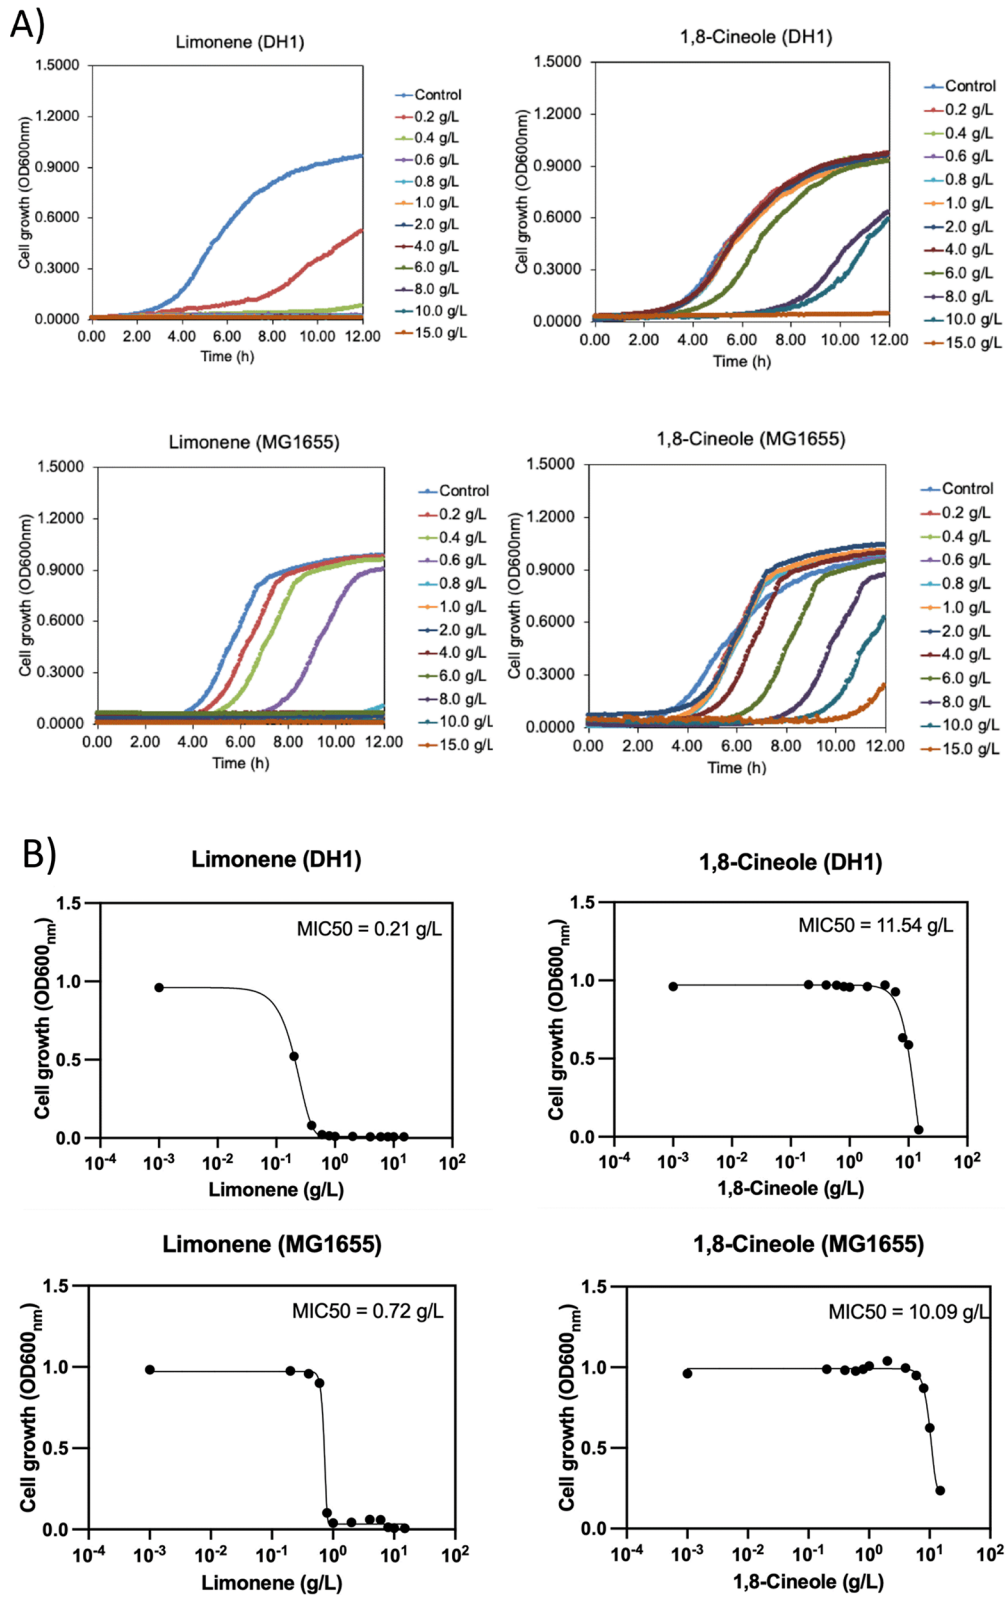 A)
Limonene (DH1)
1.5000
1.2000
0.9000
0.6000
0.3000
0.0000
Cell growth (OD600nm)
0.00 2.00 4.00 6.00 8.00 10.00 12.00
Time (h)
Control
0.2 g/L
0.4 g/L
0.6 g/L
0.8 g/L
1.0 g/L
2.0 g/L
4.0 g/L
6.0 g/L
8.0 g/L
10.0 g/L
15.0 g/L
1,8-Cineole (DH1)
1.5000
1.2000
0.9000
0.6000
0.3000
0.0000
Cell growth (OD600nm)
0.00 2.00 4.00 6.00 8.00 10.00 12.00
Time (h)
Control
0.2 g/L
0.4 g/L
0.6 g/L
0.8 g/L
1.0 g/L
2.0 g/L
4.0 g/L
6.0 g/L
8.0 g/L
10.0 g/L
15.0 g/L
Limonene (MG1655)
1.5000
1.2000
0.9000
0.6000
0.3000
0.0000
Cell growth (OD600nm)
0.00 2.00 4.00 6.00 8.00 10.00 12.00
Time (h)
Control
0.2 g/L
0.4 g/L
0.6 g/L
0.8 g/L
1.0 g/L
2.0 g/L
4.0 g/L
6.0 g/L
8.0 g/L
10.0 g/L
15.0 g/L
1,8-Cineole (MG1655)
1.5000
1.2000
0.9000
0.6000
0.3000
0.0000
Cell growth (OD600nm)
0.00 2.00 4.00 6.00 8.00 10.00 12.00
Time (h)
Control
0.2 g/L
0.4 g/L
0.6 g/L
0.8 g/L
1.0 g/L
2.0 g/L
4.0 g/L
6.0 g/L
8.0 g/L
10.0 g/L
15.0 g/L
B)
Limonene (DH1)
MIC50 = 0.21 g/L
1.5
1.0
0.5
0.0
Cell growth (OD600nm)
10-4 10-3 10-2 10-1 100 101 102
Limonene (g/L)
1,8-Cineole (DH1)
MIC50 = 11.54 g/L
1.5
1.0
0.5
0.0
Cell growth (OD600nm)
10-4 10-3 10-2 10-1 100 101 102
1,8-Cineole (g/L)
Limonene (MG1655)
MIC50 = 0.72 g/L
1.5
1.0
0.5
0.0
Cell growth (OD600nm)
10-4 10-3 10-2 10-1 100 101 102
Limonene (g/L)
1,8-Cineole (MG1655)
MIC50 = 10.09 g/L
1.5
1.0
0.5
0.0
Cell growth (OD600nm)
10-4 10-3 10-2 10-1 100 101 102
1,8-Cineole (g/L)